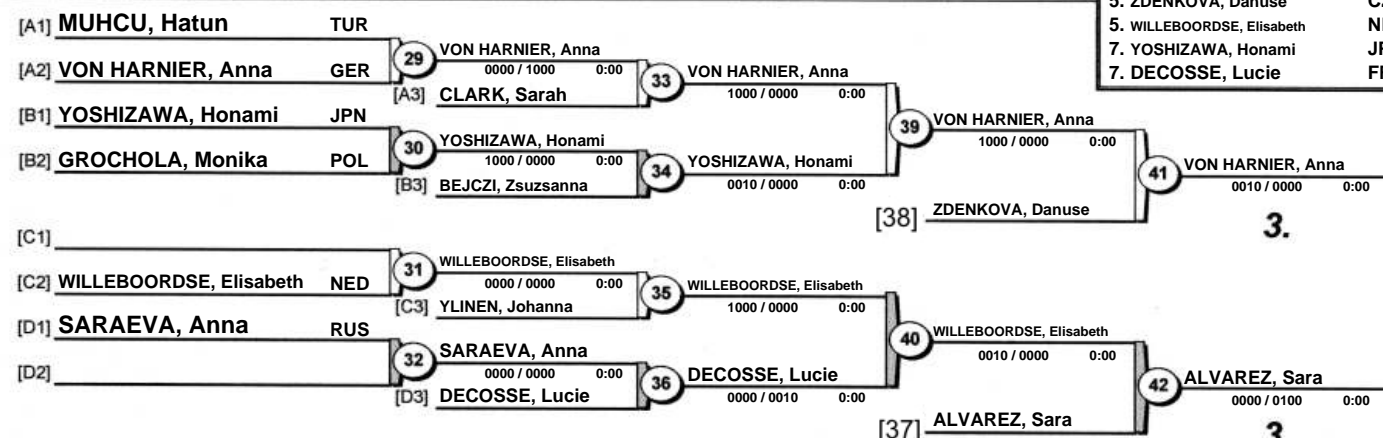 5. ZDENKOVA, Danuse
5. WILLEBOORDSE, Elisabeth
7. YOSHIZAWA, Honami
7. DECOSSE, Lucie
[A1] MUHCU, Hatun TUR
[A2] VON HARNIER, Anna GER
29
VON HARNIER, Anna
0000 / 1000 0:00
[A3] CLARK, Sarah
33
VON HARNIER, Anna
1000 / 0000 0:00
[B1] YOSHIZAWA, Honami JPN
[B2] GROCHOLA, Monika POL
30
YOSHIZAWA, Honami
1000 / 0000 0:00
[B3] BEJCZI, Zsuzsanna
34
YOSHIZAWA, Honami
0010 / 0000 0:00
39
VON HARNIER, Anna
1000 / 0000 0:00
[38] ZDENKOVA, Danuse
41
VON HARNIER, Anna
0010 / 0000 0:00
3.
[C1]
[C2] WILLEBOORDSE, Elisabeth NED
31
WILLEBOORDSE, Elisabeth
0000 / 0000 0:00
[C3] YLINEN, Johanna
35
WILLEBOORDSE, Elisabeth
1000 / 0000 0:00
[D1] SARAEVA, Anna RUS
[D2]
32
SARAEVA, Anna
0000 / 0000 0:00
[D3] DECOSSE, Lucie
36
DECOSSE, Lucie
0000 / 0010 0:00
40
WILLEBOORDSE, Elisabeth
0010 / 0000 0:00
[37] ALVAREZ, Sara
42
ALVAREZ, Sara
0000 / 0100 0:00
3.